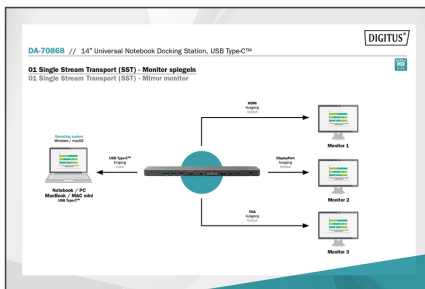 DIGITUS®
DA-70868 // 14" Universal Notebook Docking Station, USB Type-C™
HD
01 Single Stream Transport (SST) - Monitor spiegeln
01 Single Stream Transport (SST) - Mirror monitor
HDMI
Ausgang
Output
Monitor 1
Operating system
Windows / macOS
USB Type-C™
Eingang
Input
DisplayPort
Ausgang
Output
Notebook / PC
MacBook / MAC mini
USB Type-C™
Monitor 2
VGA
Ausgang
Output
Monitor 3